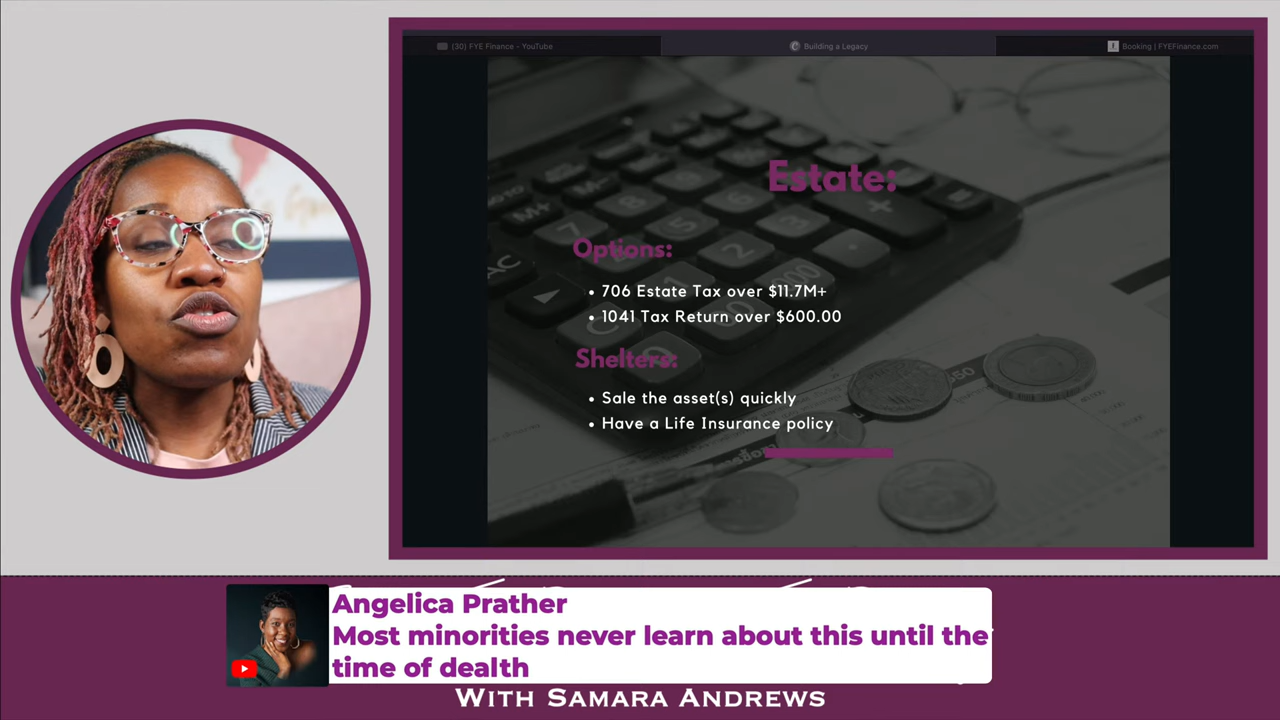 (30) FYE Finance - YouTube
Building a Legacy
Booking | FYEFinance.com
Estate:
Options:
• 706 Estate Tax over $11.7M+
• 1041 Tax Return over $600.00
Shelters:
• Sale the asset(s) quickly
• Have a Life Insurance policy
Angelica Prather
Most minorities never learn about this until the
time of dealth
With Samara Andrews